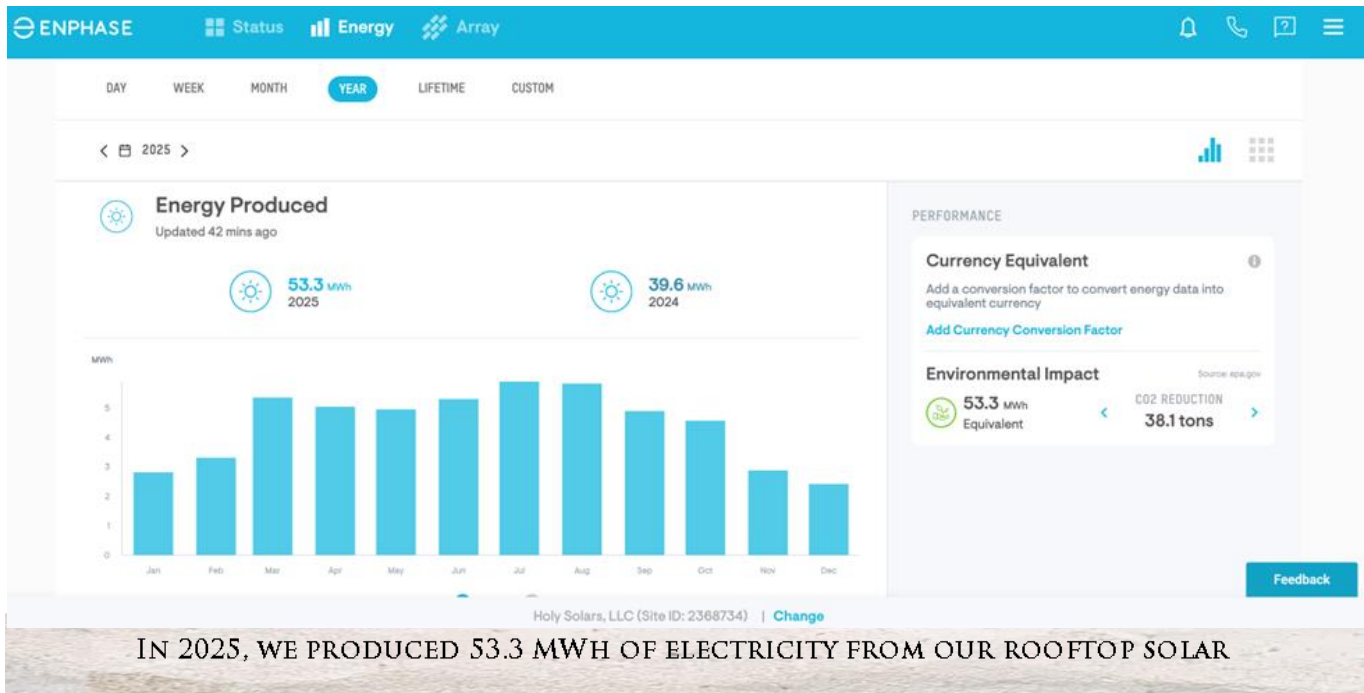 ENPHASE Status Energy Array
DAY WEEK MONTH YEAR LIFETIME CUSTOM
2025
Energy Produced
Updated 42 mins ago
53.3 MWh
2025
39.6 MWh
2024
MWh
5
4
3
2
1
0
Jan Feb Mar Apr May Jun Jul Aug Sep Oct Nov Dec
PERFORMANCE
Currency Equivalent
Add a conversion factor to convert energy data into
equivalent currency
Add Currency Conversion Factor
Environmental Impact Source: epa.gov
53.3 MWh
Equivalent
CO2 REDUCTION
38.1 tons
Feedback
Holy Solars, LLC (Site ID: 2368734) | Change
IN 2025, WE PRODUCED 53.3 MWH OF ELECTRICITY FROM OUR ROOFTOP SOLAR